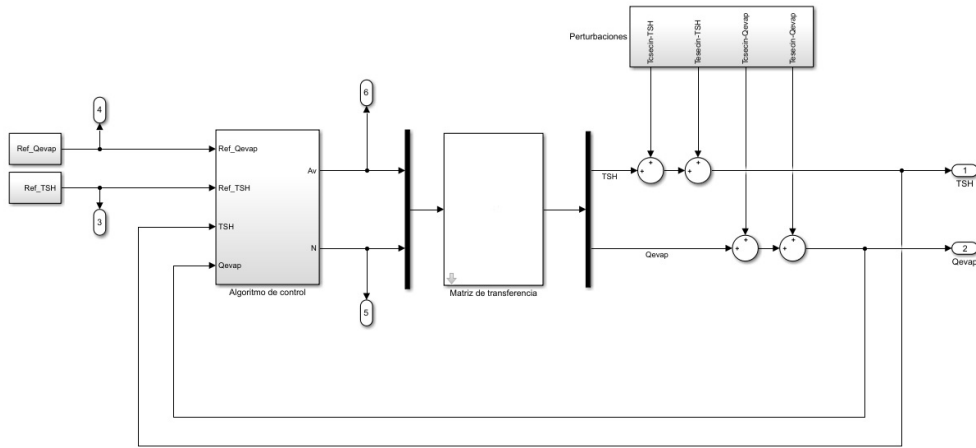 Perturbaciones
Tcsecin-TSH
Tesecin-TSH
Tcsecin-Qevap
Tesecin-Qevap
4
6
Ref_Qevap
Ref_TSH
3
Ref_Qevap
Ref_TSH
TSH
Qevap
Av
N
Algoritmo de control
5
Matriz de transferencia
TSH
Qevap
+
+
+
+
+
+
+
+
1
TSH
2
Qevap